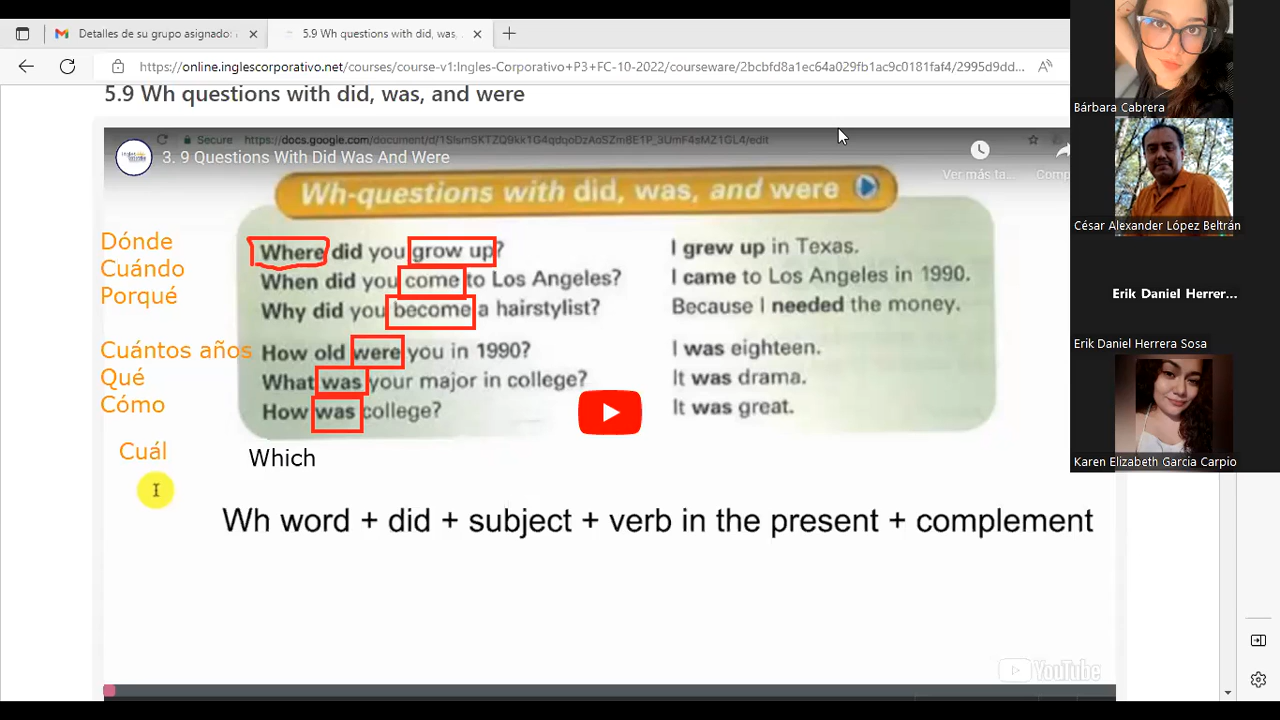 Detalles de su grupo asignado:
5.9 Wh questions with did, was,
https://online.inglescorporativo.net/courses/course-v1:Ingles-Corporativo+P3+FC-10-2022/courseware/2bcbfd8a1ec64a029fb1ac9c0181faf4/2995d9dd...
5.9 Wh questions with did, was, and were
Secure
3. 9 Questions With Did Was And Were
Ver más ta...
Wh-questions with did, was, and were
Dónde
Cuándo
Porqué
Where did you grow up?
When did you come to Los Angeles?
Why did you become a hairstylist?
I grew up in Texas.
I came to Los Angeles in 1990.
Because I needed the money.
Cuántos años
Qué
Cómo
How old were you in 1990?
What was your major in college?
How was college?
I was eighteen.
It was drama.
It was great.
Cuál
Which
Wh word + did + subject + verb in the present + complement
YouTube
Bárbara Cabrera
César Alexander López Beltrán
Erik Daniel Herrer...
Erik Daniel Herrera Sosa
Karen Elizabeth Garcia Carpio